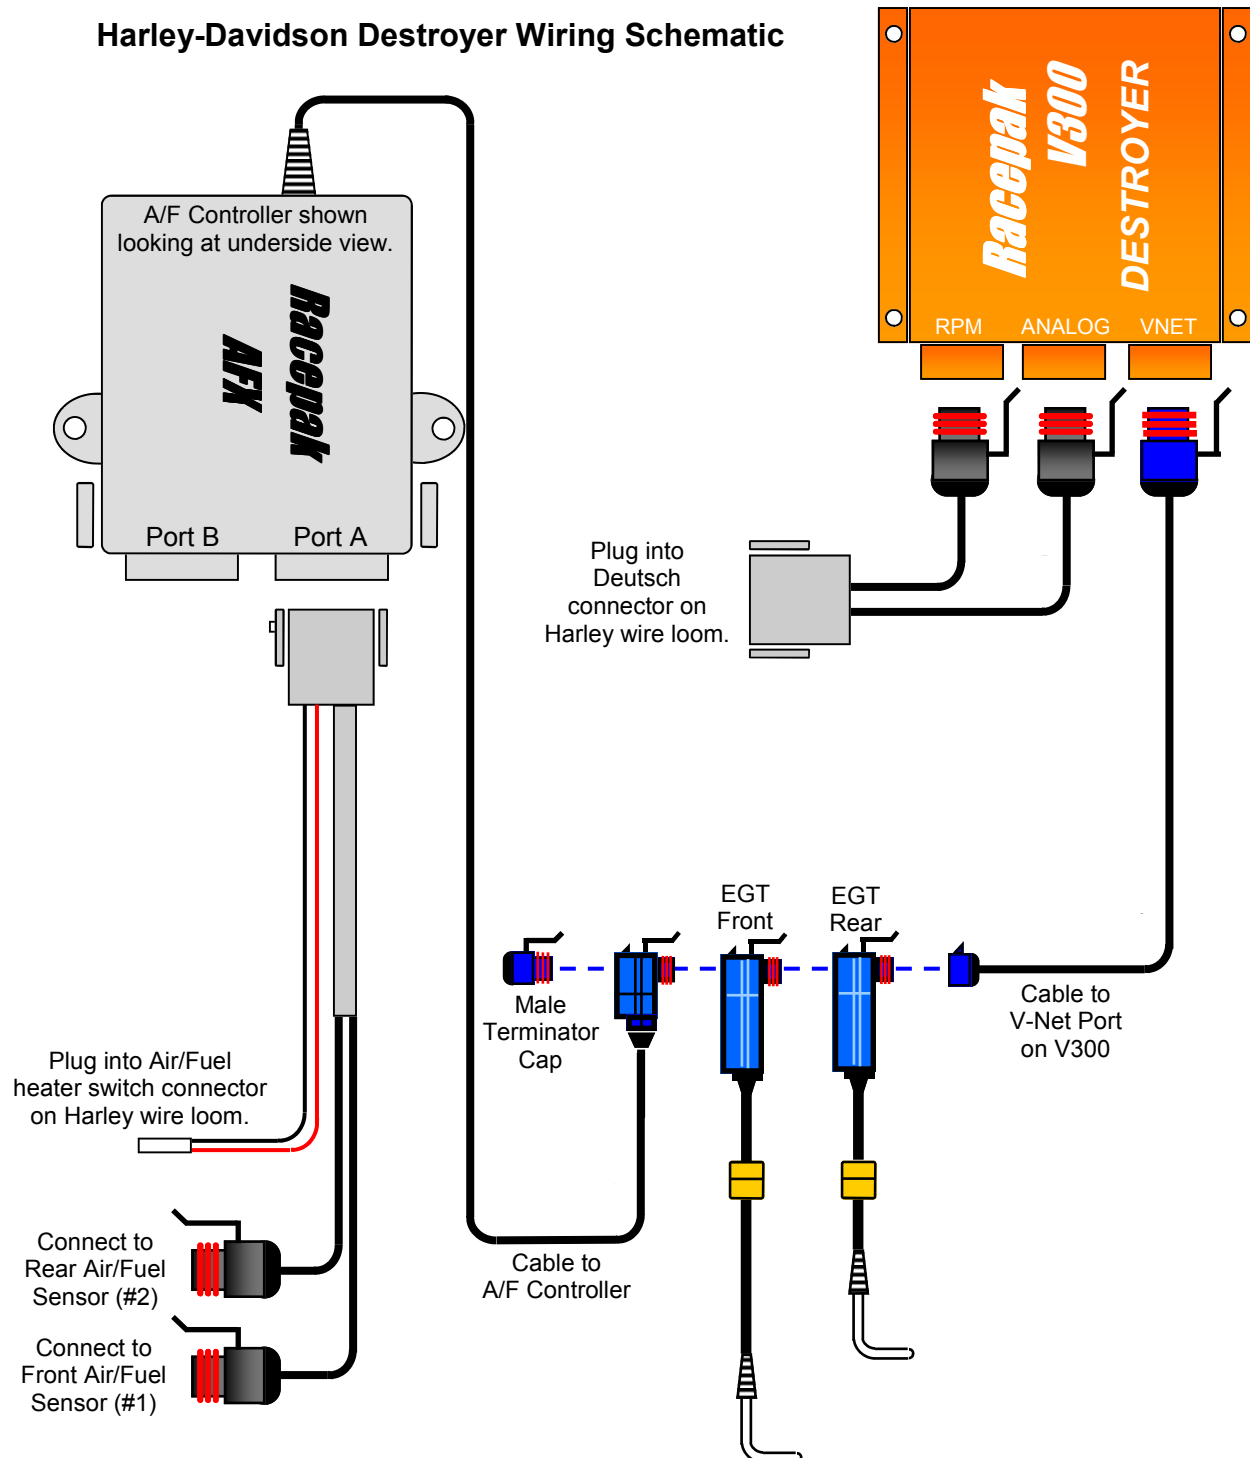 Harley-Davidson Destroyer Wiring Schematic
A/F Controller shown
looking at underside view.
Racepak
AFX
Port B
Port A
Racepak
V300
DESTROYER
RPM
ANALOG
VNET
Plug into
Deutsch
connector on
Harley wire loom.
EGT
Front
EGT
Rear
Male
Terminator
Cap
Cable to
V-Net Port
on V300
Plug into Air/Fuel
heater switch connector
on Harley wire loom.
Connect to
Rear Air/Fuel
Sensor (#2)
Cable to
A/F Controller
Connect to
Front Air/Fuel
Sensor (#1)